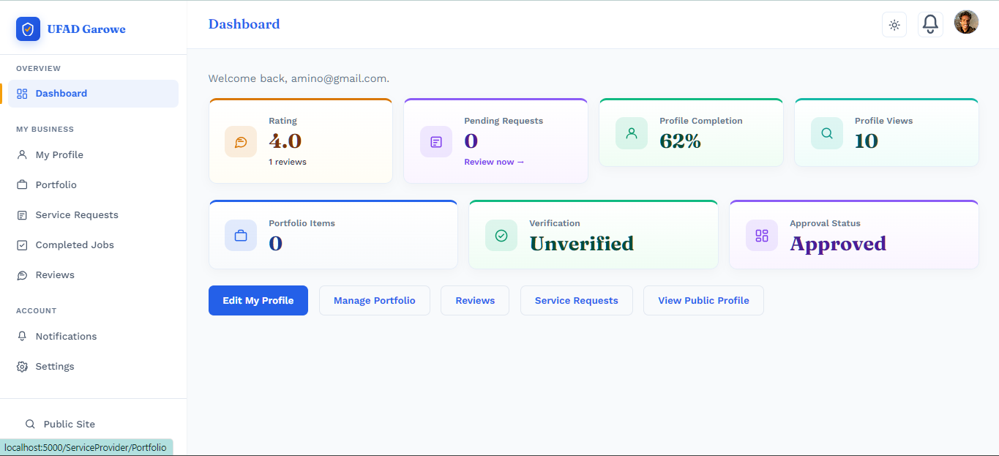 UFAD Garowe
OVERVIEW
Dashboard
MY BUSINESS
My Profile
Portfolio
Service Requests
Completed Jobs
Reviews
ACCOUNT
Notifications
Settings
Public Site
localhost:5000/ServiceProvider/Portfolio
Dashboard
Welcome back, amino@gmail.com.
Rating
4.0
1 reviews
Pending Requests
0
Review now →
Profile Completion
62%
Profile Views
10
Portfolio Items
0
Verification
Unverified
Approval Status
Approved
Edit My Profile
Manage Portfolio
Reviews
Service Requests
View Public Profile